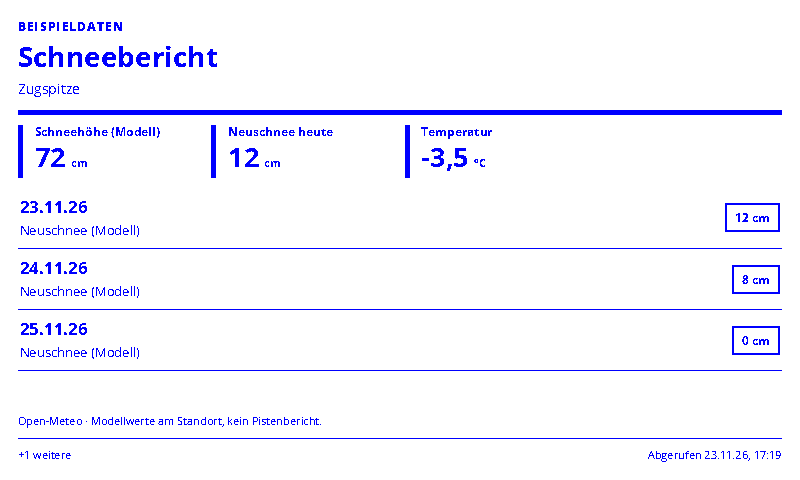 BEISPIELDATEN
Schneebericht
Zugspitze
Schneehöhe (Modell) Neuschnee heute Temperatur
72 cm 12 cm -3,5 °C
23.11.26
Neuschnee (Modell) 12 cm
24.11.26
Neuschnee (Modell) 8 cm
25.11.26
Neuschnee (Modell) 0 cm
Open-Meteo · Modellwerte am Standort, kein Pistenbericht.
+1 weitere Abgerufen 23.11.26, 17:19